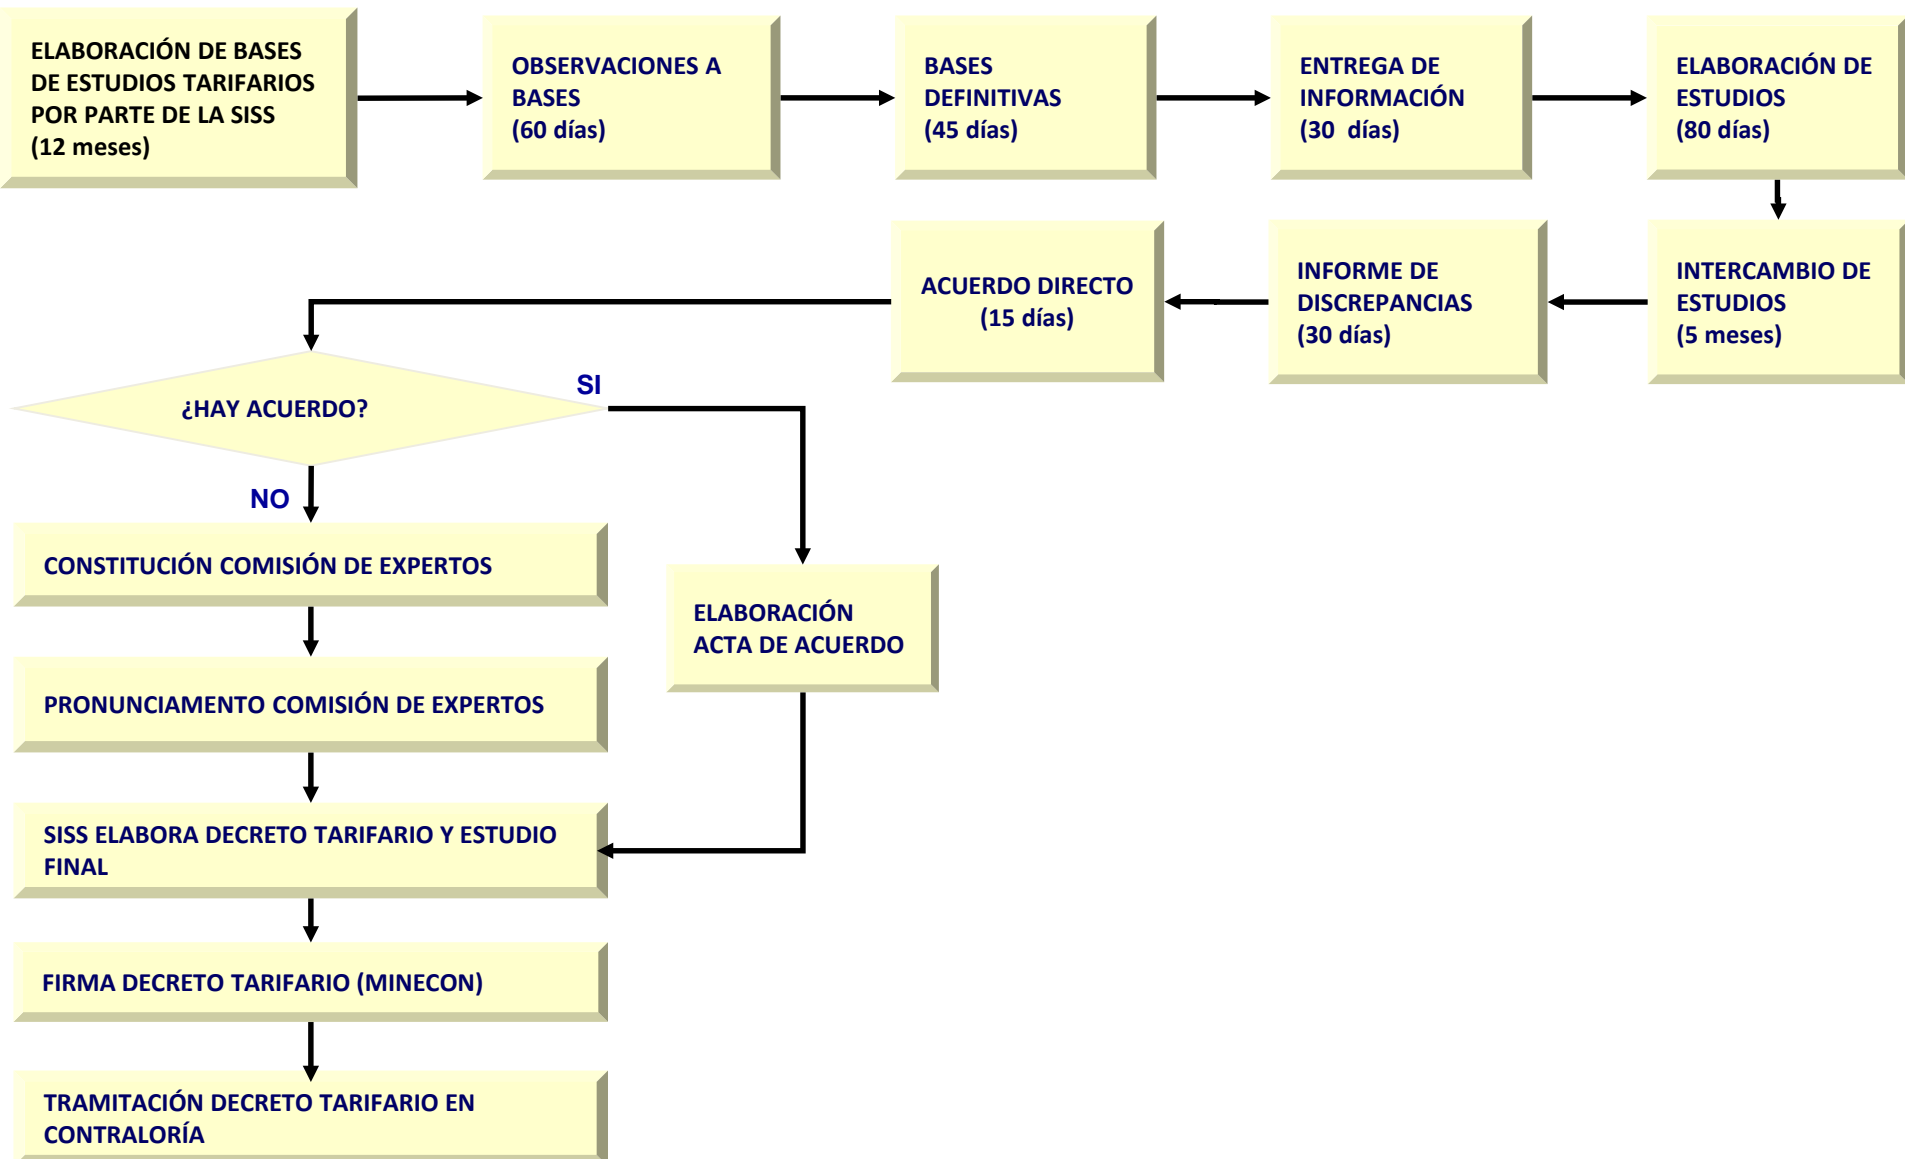 ELABORACIÓN DE BASES
DE ESTUDIOS TARIFARIOS
POR PARTE DE LA SISS
(12 meses)
OBSERVACIONES A
BASES
(60 días)
BASES
DEFINITIVAS
(45 días)
ENTREGA DE
INFORMACIÓN
(30 días)
ELABORACIÓN DE
ESTUDIOS
(80 días)
INTERCAMBIO DE
ESTUDIOS
(5 meses)
INFORME DE
DISCREPANCIAS
(30 días)
ACUERDO DIRECTO
(15 días)
¿HAY ACUERDO?
SI
NO
CONSTITUCIÓN COMISIÓN DE EXPERTOS
ELABORACIÓN
ACTA DE ACUERDO
PRONUNCIAMENTO COMISIÓN DE EXPERTOS
SISS ELABORA DECRETO TARIFARIO Y ESTUDIO
FINAL
FIRMA DECRETO TARIFARIO (MINECON)
TRAMITACIÓN DECRETO TARIFARIO EN
CONTRALORÍA